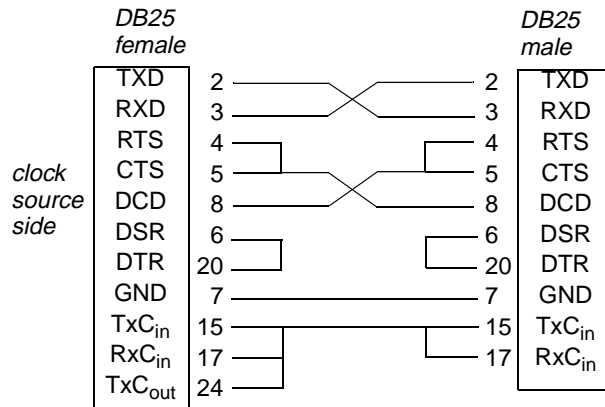 DB25 female
DB25 male
TXD 2 2 TXD
RXD 3 3 RXD
RTS 4 4 RTS
CTS 5 5 CTS
DCD 8 8 DCD
DSR 6 6 DSR
DTR 20 20 DTR
GND 7 7 GND
TxCin 15 15 TxCin
RxCin 17 17 RxCin
TxCout 24
clock
source
side